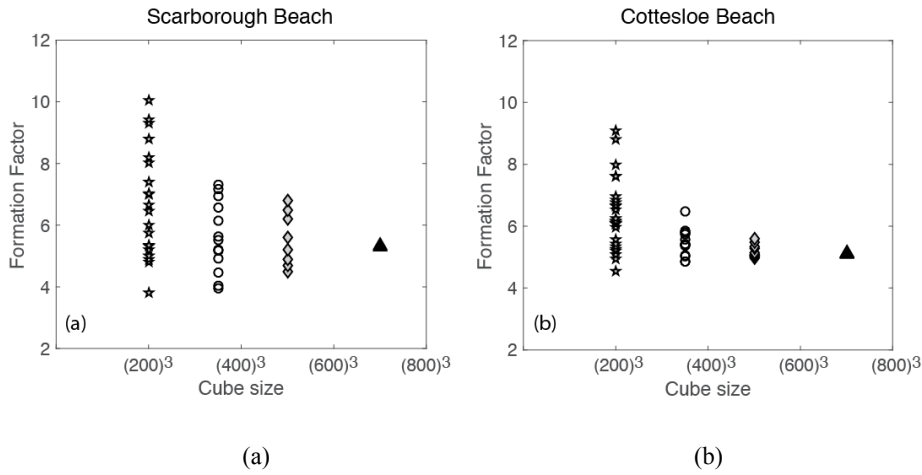 Scarborough Beach
12
10
8
6
4
2
Formation Factor
(a)
(200)3 (400)3 (600)3 (800)3
Cube size
(a)
Cottesloe Beach
12
10
8
6
4
2
Formation Factor
(b)
(200)3 (400)3 (600)3 (800)3
Cube size
(b)